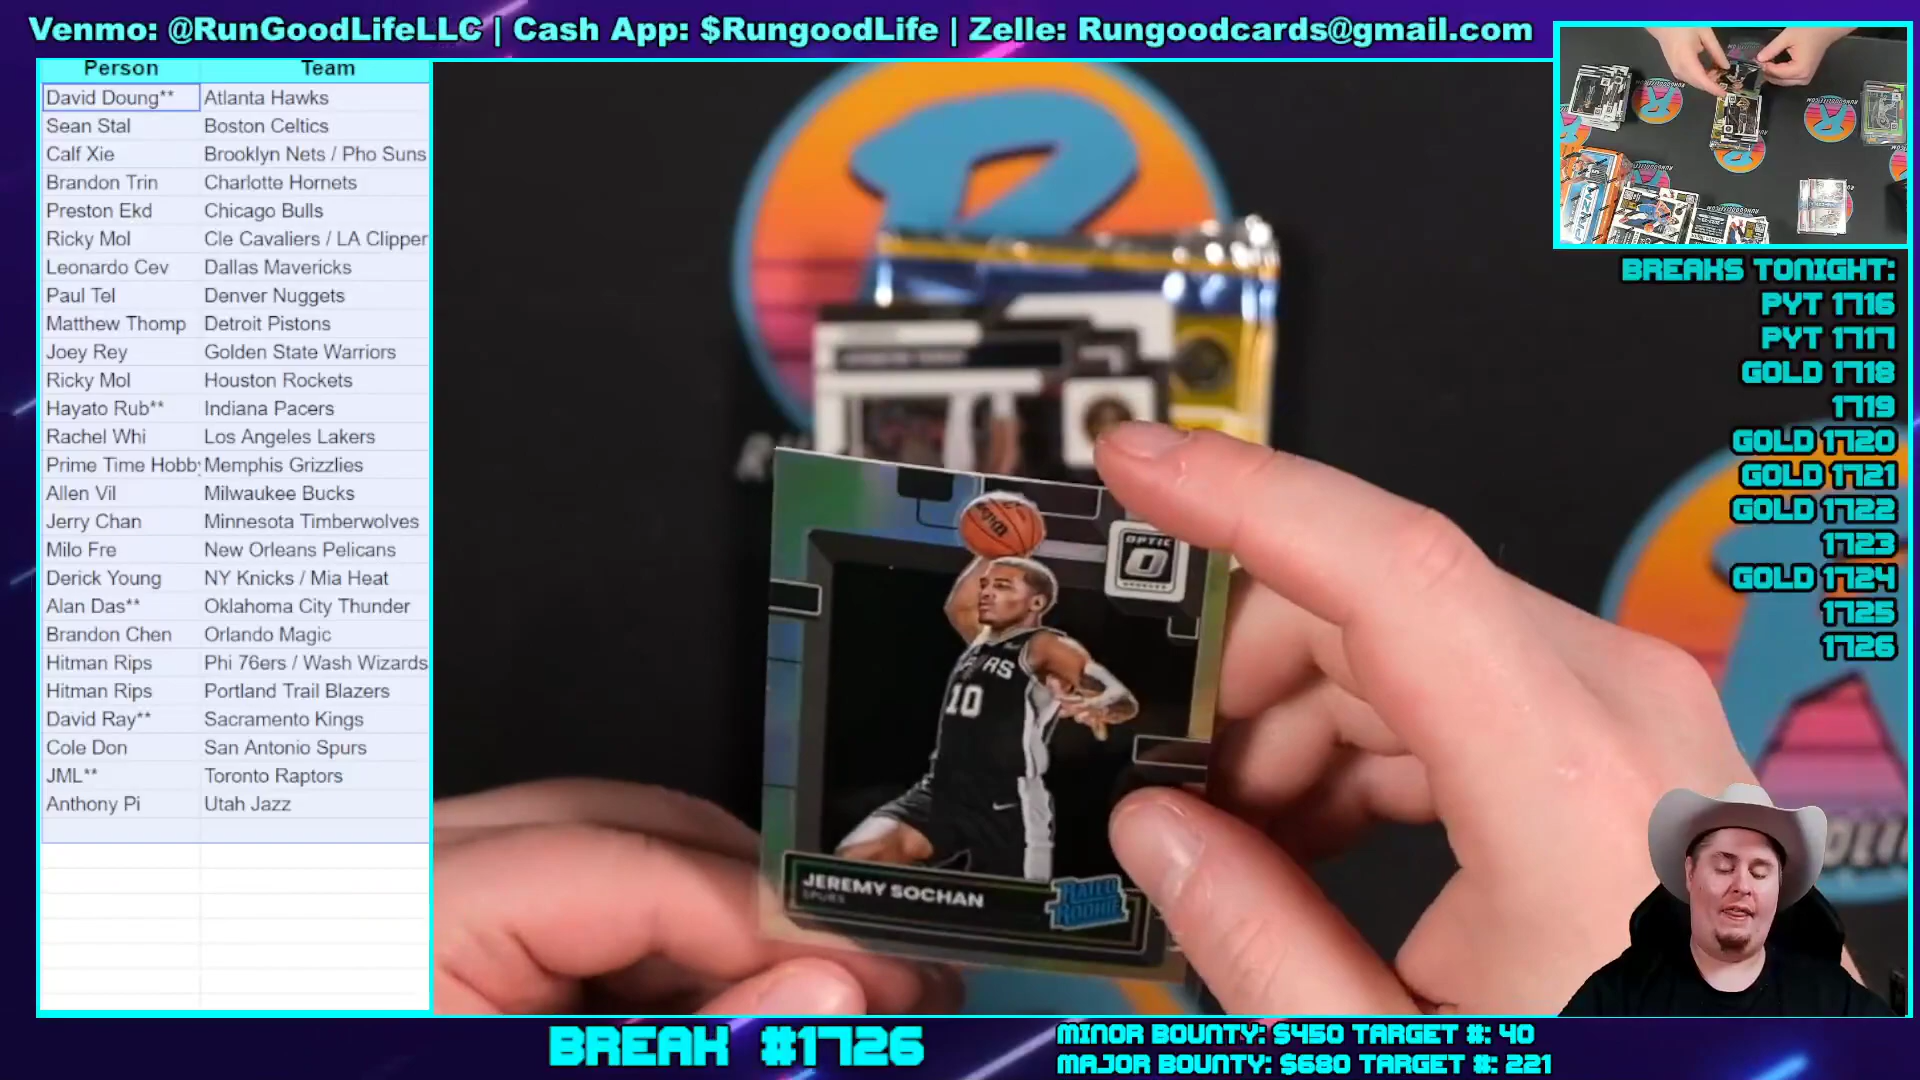 Venmo: @RunGoodLifeLLC | Cash App: $RungoodLife | Zelle: Rungoodcards@gmail.com
Person Team
David Doung** Atlanta Hawks
Sean Stal Boston Celtics
Calf Xie Brooklyn Nets / Pho Suns
Brandon Trin Charlotte Hornets
Preston Ekd Chicago Bulls
Ricky Mol Cle Cavaliers / LA Clipper
Leonardo Cev Dallas Mavericks
Paul Tel Denver Nuggets
Matthew Thomp Detroit Pistons
Joey Rey Golden State Warriors
Ricky Mol Houston Rockets
Hayato Rub** Indiana Pacers
Rachel Whi Los Angeles Lakers
Prime Time Hobb Memphis Grizzlies
Allen Vil Milwaukee Bucks
Jerry Chan Minnesota Timberwolves
Milo Fre New Orleans Pelicans
Derick Young NY Knicks / Mia Heat
Alan Das** Oklahoma City Thunder
Brandon Chen Orlando Magic
Hitman Rips Phi 76ers / Wash Wizards
Hitman Rips Portland Trail Blazers
David Ray** Sacramento Kings
Cole Don San Antonio Spurs
JML** Toronto Raptors
Anthony Pi Utah Jazz
Wilson
OPTIC
10
JEREMY SOCHAN
SPURS
RATED
ROOKIE
BREAKS TONIGHT:
PYT 1716
PYT 1717
GOLD 1718
1719
GOLD 1720
GOLD 1721
GOLD 1722
1723
GOLD 1724
1725
1726
BREAK #1726
MINOR BOUNTY: $450 TARGET #: 40
MAJOR BOUNTY: $680 TARGET #: 221